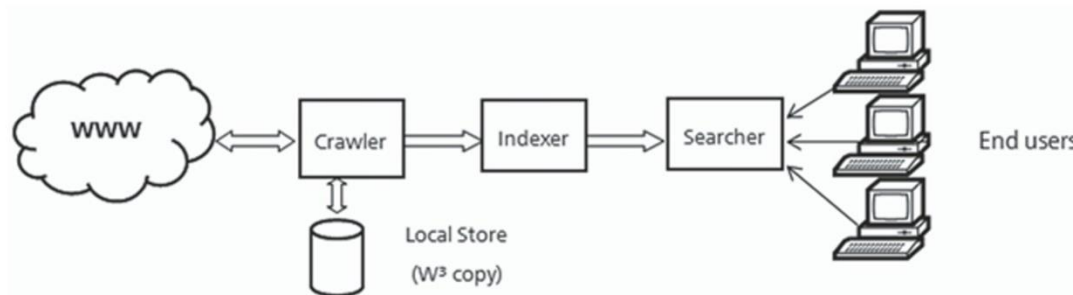 WWW
Crawler
Indexer
Searcher
End users
Local Store
(W³ copy)